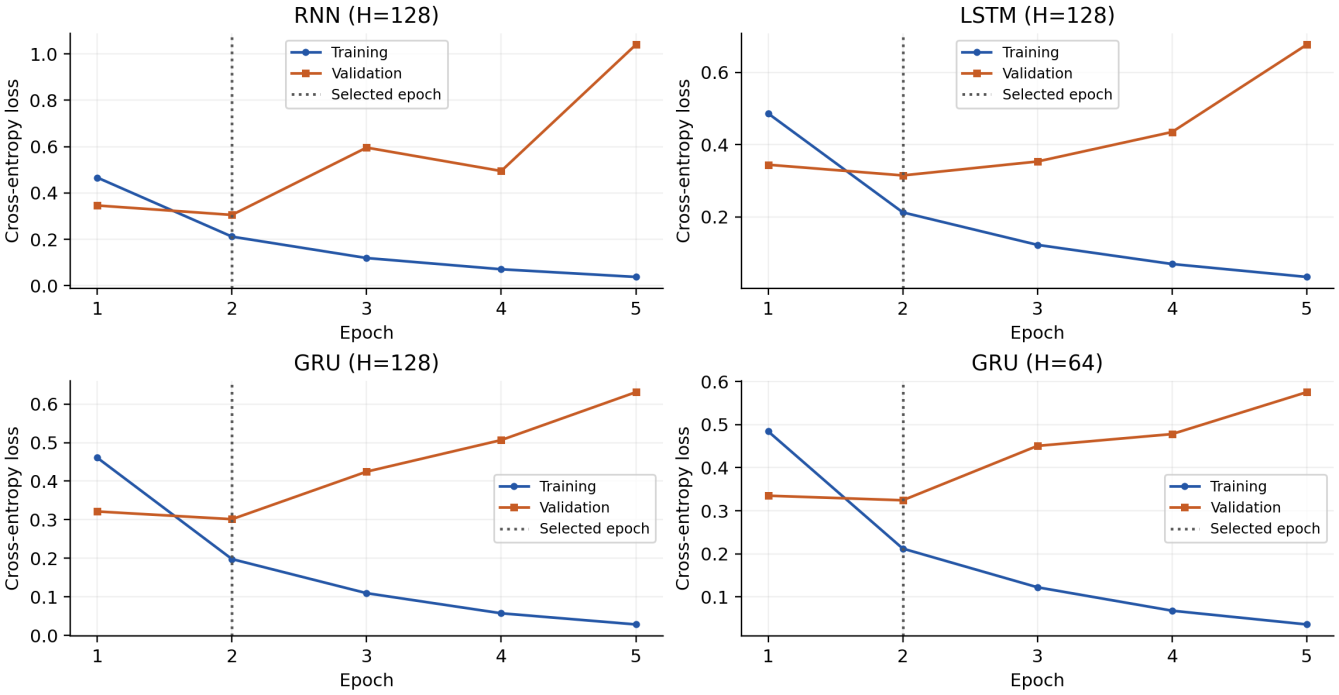 RNN (H=128)
Cross-entropy loss
1.0
0.8
0.6
0.4
0.2
0.0
Training
Validation
Selected epoch
1 2 3 4 5
Epoch
LSTM (H=128)
Cross-entropy loss
0.6
0.4
0.2
Training
Validation
Selected epoch
1 2 3 4 5
Epoch
GRU (H=128)
Cross-entropy loss
0.6
0.5
0.4
0.3
0.2
0.1
0.0
Training
Validation
Selected epoch
1 2 3 4 5
Epoch
GRU (H=64)
Cross-entropy loss
0.6
0.5
0.4
0.3
0.2
0.1
Training
Validation
Selected epoch
1 2 3 4 5
Epoch